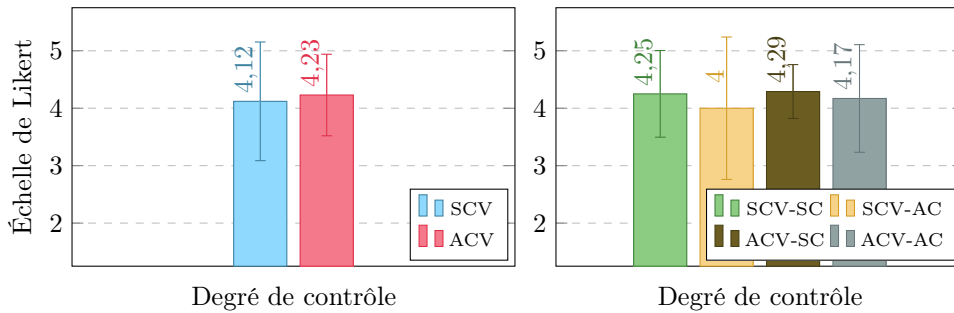 Échelle de Likert
5
4
3
2
4,12
4,23
SCV
ACV
Degré de contrôle
5
4
3
2
4,25
4
4,29
4,17
SCV-SC SCV-AC
ACV-SC ACV-AC
Degré de contrôle